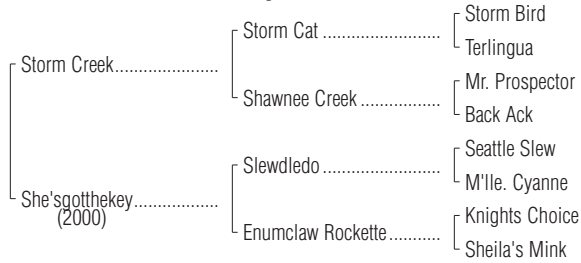 Storm Bird
Storm Cat ......................
Terlingua
Storm Creek.....................
Mr. Prospector
Shawnee Creek ................
Back Ack
Seattle Slew
Slewdledo ......................
M'lle. Cyanne
She'sgotthekey.................
(2000)
Knights Choice
Enumclaw Rockette..........
Sheila's Mink